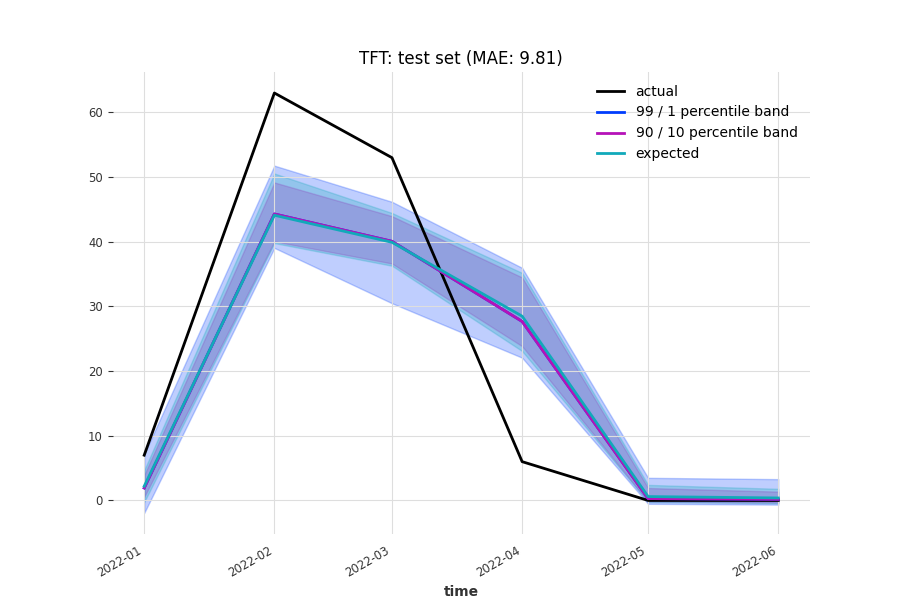 TFT: test set (MAE: 9.81)
actual
99 / 1 percentile band
90 / 10 percentile band
expected
60
50
40
30
20
10
0
2022-01
2022-02
2022-03
2022-04
2022-05
2022-06
time